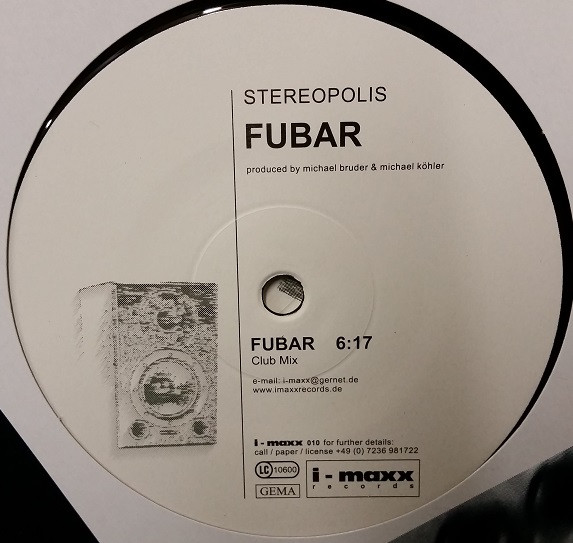 STEREOPOLIS
FUBAR
produced by michael bruder & michael köhler
FUBAR 6:17
Club Mix
e-mail: i-maxx@gernet.de
www.imaxxrecords.de
i-maxx 010 for further details:
call / paper / license +49 (0) 7236 981722
LC 10600
GEMA
i-maxx
records